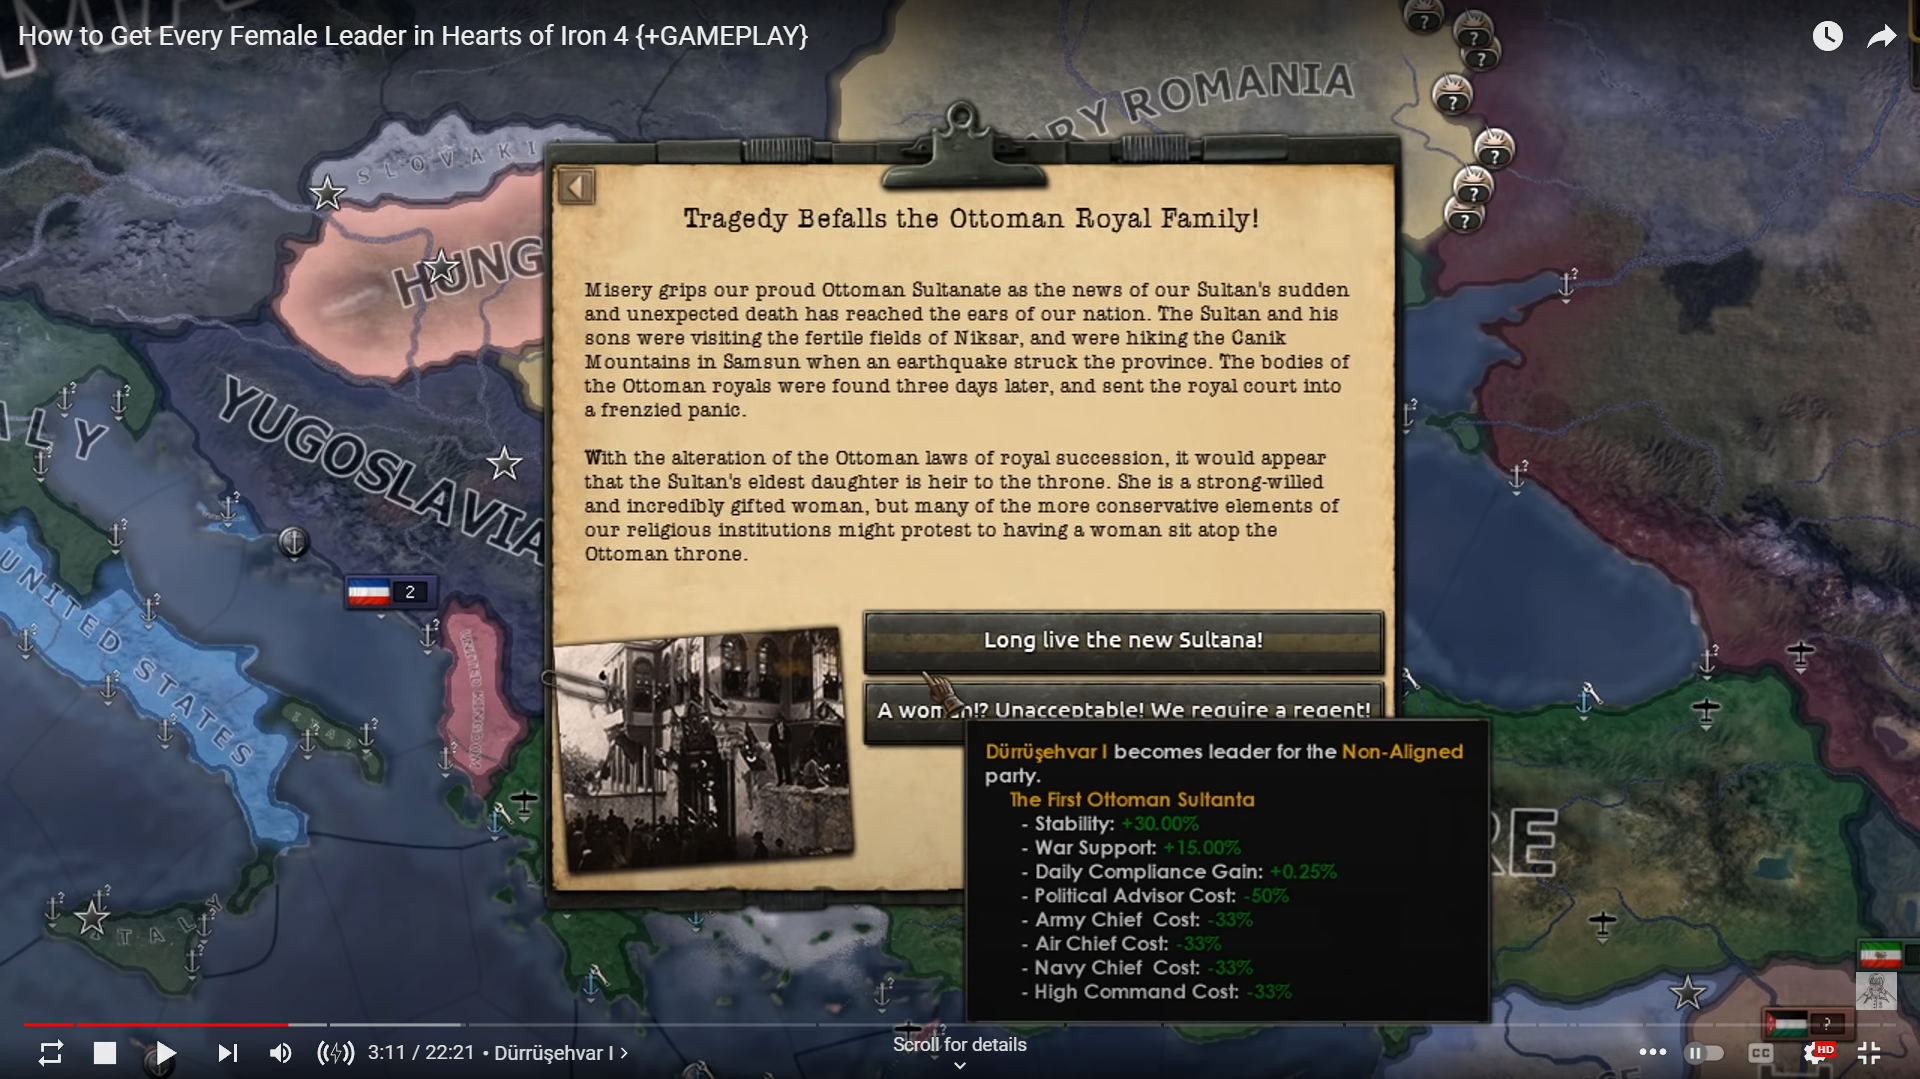 How to Get Every Female Leader in Hearts of Iron 4 {+GAMEPLAY}
RY ROMANIA
SLOVAKI
HUNG
YUGOSLAVIA
ALY
UNITED STATES
ITALY
ITALY
RE
2
Tragedy Befalls the Ottoman Royal Family!
Misery grips our proud Ottoman Sultanate as the news of our Sultan's sudden
and unexpected death has reached the ears of our nation. The Sultan and his
sons were visiting the fertile fields of Niksar, and were hiking the Canik
Mountains in Samsun when an earthquake struck the province. The bodies of
the Ottoman royals were found three days later, and sent the royal court into
a frenzied panic.
With the alteration of the Ottoman laws of royal succession, it would appear
that the Sultan's eldest daughter is heir to the throne. She is a strong-willed
and incredibly gifted woman, but many of the more conservative elements of
our religious institutions might protest to having a woman sit atop the
Ottoman throne.
Long live the new Sultana!
A woman!? Unacceptable! We require a regent!
Dürrüşehvar I becomes leader for the Non-Aligned
party.
The First Ottoman Sultanta
- Stability: +30.00%
- War Support: +15.00%
- Daily Compliance Gain: +0.25%
- Political Advisor Cost: -50%
- Army Chief Cost: -33%
- Air Chief Cost: -33%
- Navy Chief Cost: -33%
- High Command Cost: -33%
3:11 / 22:21 • Dürrüşehvar I >
Scroll for details
CC
HD